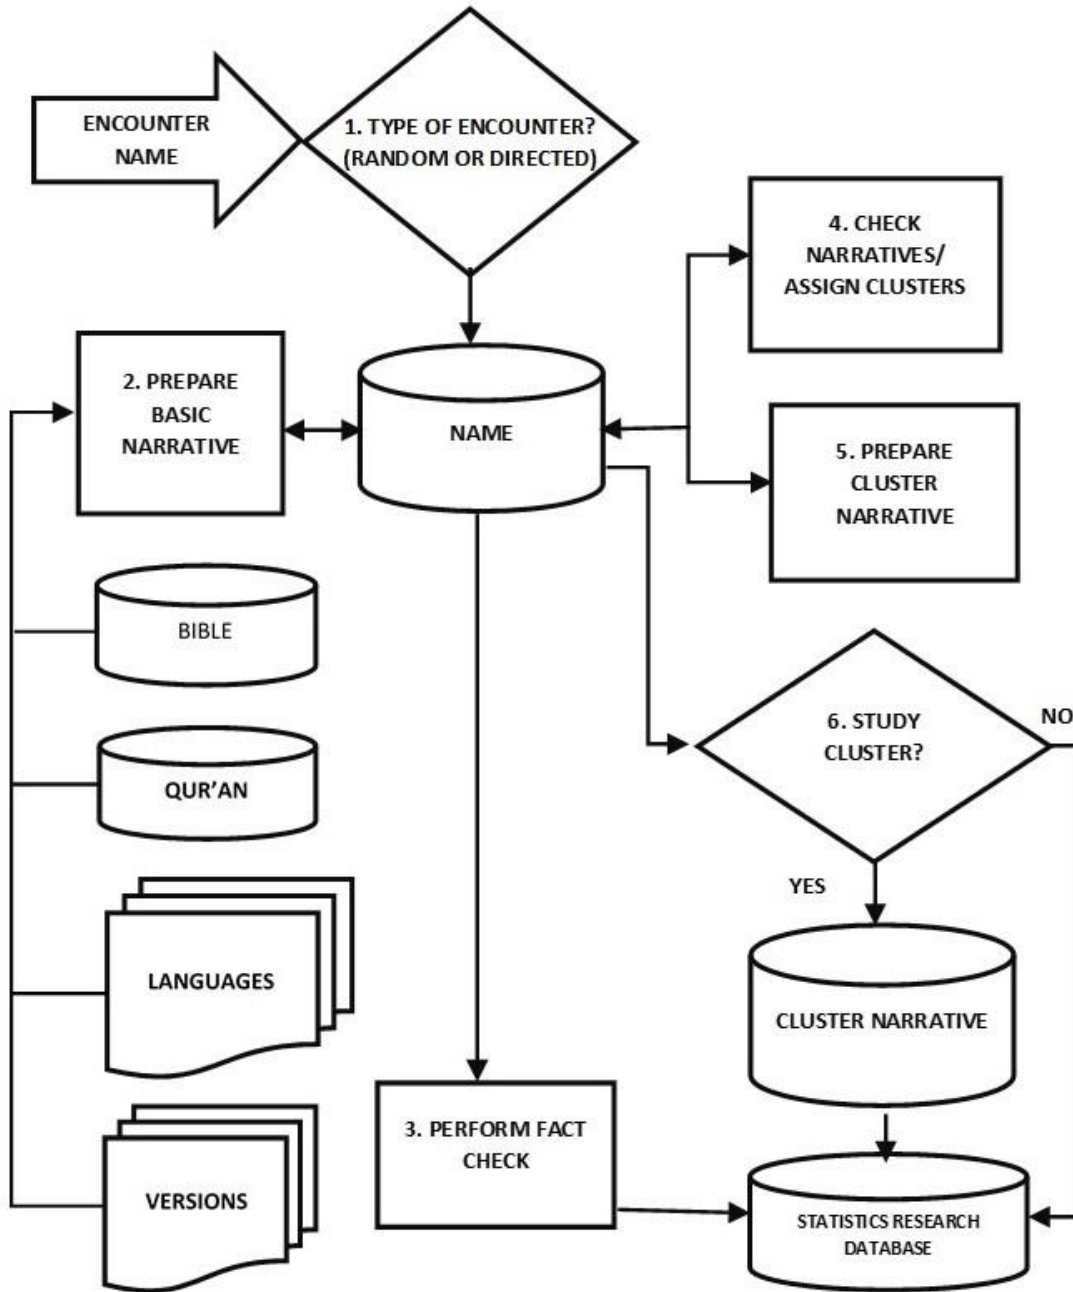 ENCOUNTER
NAME
1. TYPE OF ENCOUNTER?
(RANDOM OR DIRECTED)
4. CHECK
NARRATIVES/
ASSIGN CLUSTERS
2. PREPARE
BASIC
NARRATIVE
NAME
5. PREPARE
CLUSTER
NARRATIVE
BIBLE
6. STUDY
CLUSTER?
NO
QUR’AN
YES
LANGUAGES
CLUSTER NARRATIVE
3. PERFORM FACT
CHECK
VERSIONS
STATISTICS RESEARCH
DATABASE